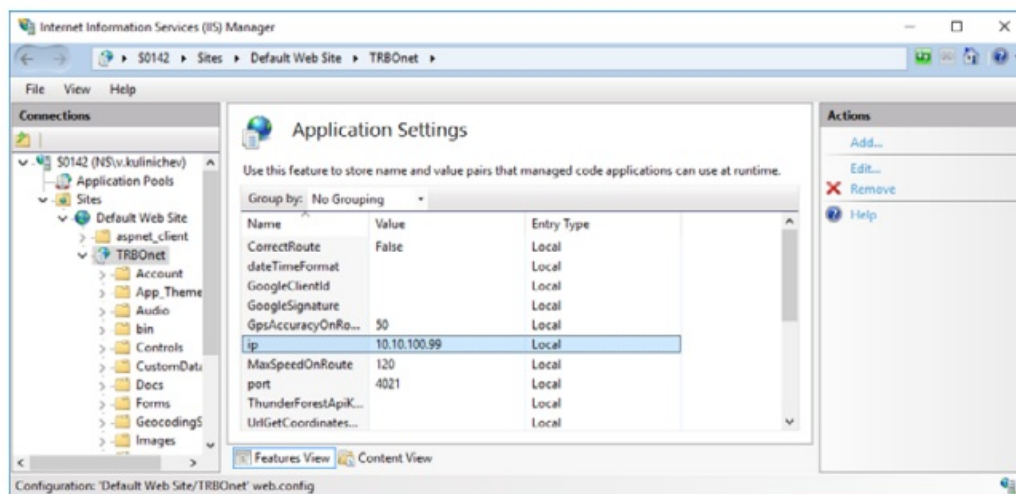 Internet Information Services (IIS) Manager
S0142 Sites Default Web Site TRBOnet
File View Help
Connections
S0142 (NS\v.kulinichev)
Application Pools
Sites
Default Web Site
aspnet_client
TRBOnet
Account
App_Theme
Audio
bin
Controls
CustomData
Docs
Forms
GeocodingS
Images
Application Settings
Use this feature to store name and value pairs that managed code applications can use at runtime.
Group by: No Grouping
Name Value Entry Type
CorrectRoute False Local
dateTimeFormat Local
GoogleClientId Local
GoogleSignature Local
GpsAccuracyOnRo... 50 Local
ip 10.10.100.99 Local
MaxSpeedOnRoute 120 Local
port 4021 Local
ThunderForestApiK... Local
UrlGetCoordinates... Local
Features View Content View
Actions
Add...
Edit...
Remove
Help
Configuration: 'Default Web Site/TRBOnet' web.config